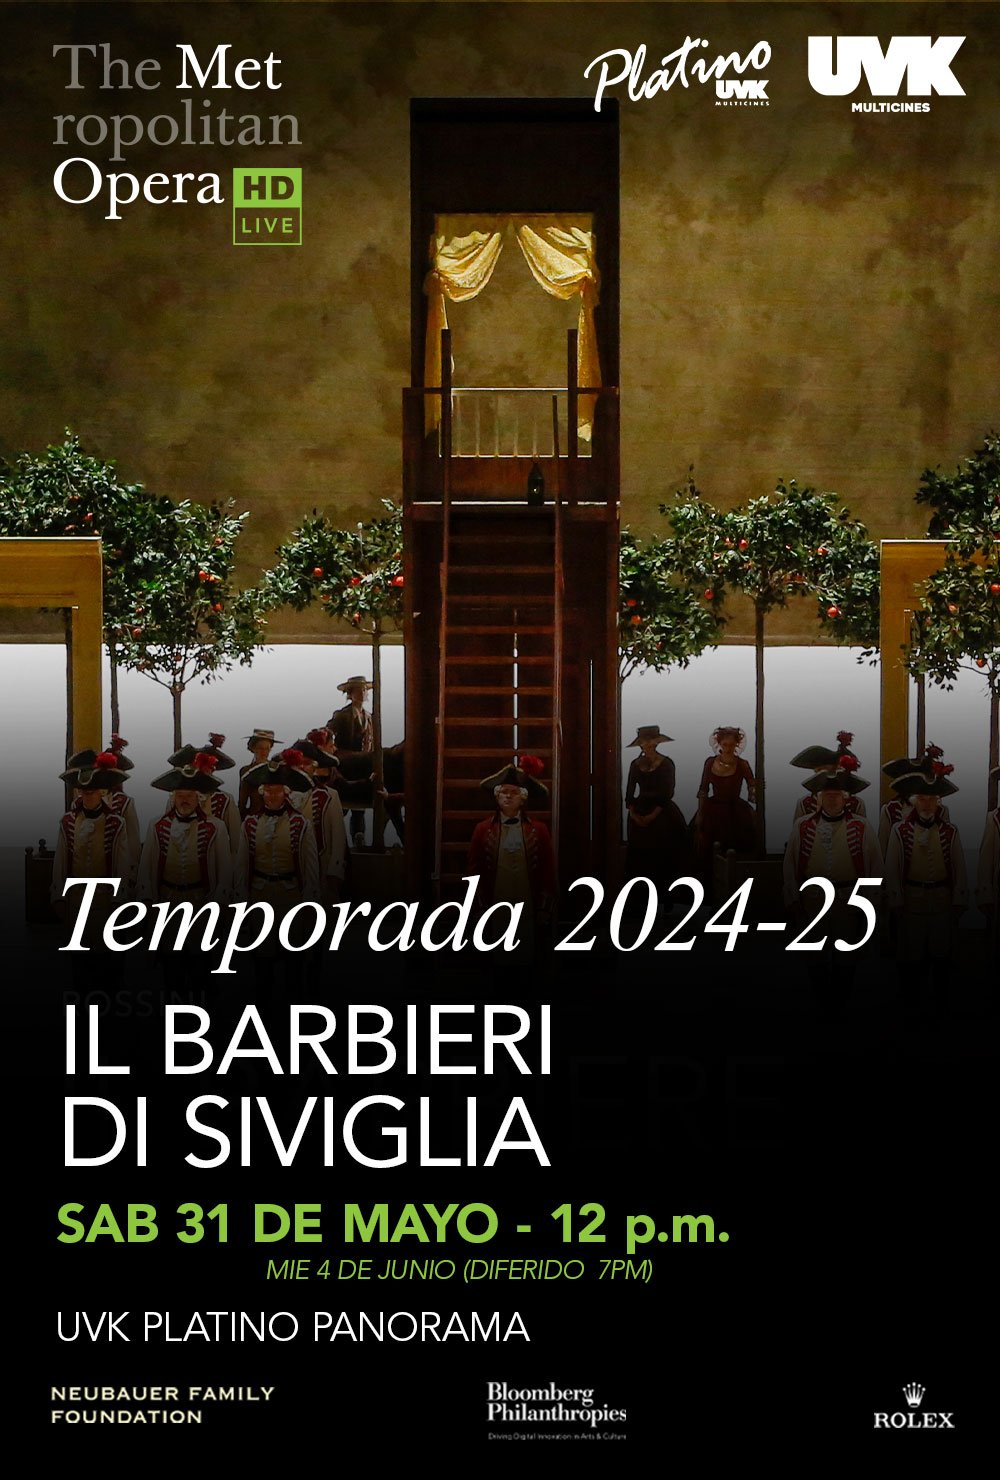 The Met
ropolitan
Opera HD
LIVE
Platino UVK
MULTICINES
UVK
MULTICINES
Temporada 2024-25
ROSSINI
IL BARBIERI
DI SIVIGLIA
SAB 31 DE MAYO - 12 p.m.
MIE 4 DE JUNIO (DIFERIDO 7PM)
UVK PLATINO PANORAMA
NEUBAUER FAMILY
FOUNDATION
Bloomberg
Philanthropies
Driving Digital Innovation in Arts & Culture
ROLEX